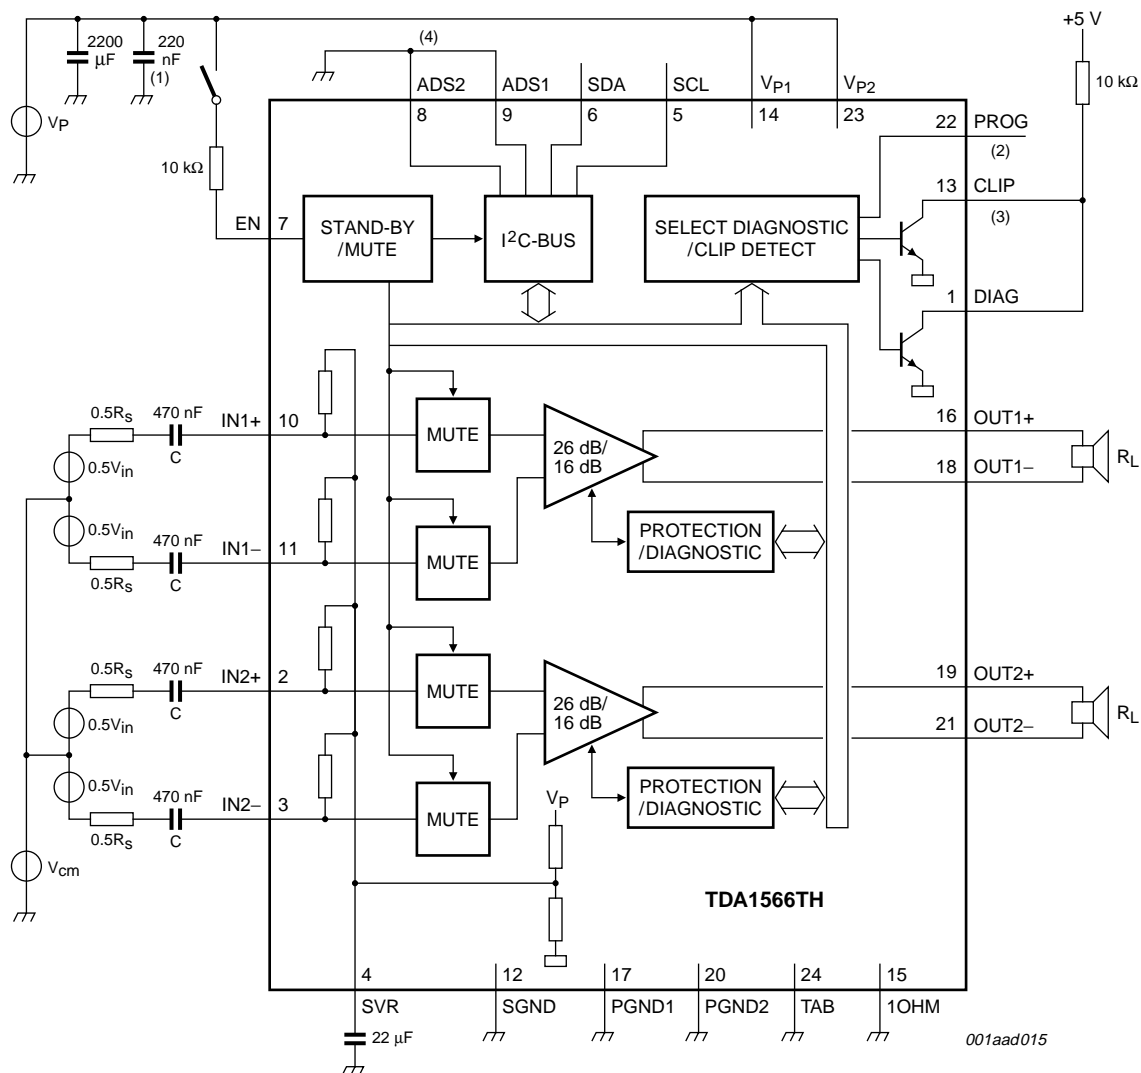 +5 V
2200
µF
220
nF
(1)
(4)
ADS2
ADS1
SDA
SCL
VP1
VP2
10 kΩ
VP
8
9
6
5
14
23
22
PROG
(2)
10 kΩ
13
CLIP
(3)
EN
7
STAND-BY
/MUTE
I2C-BUS
SELECT DIAGNOSTIC
/CLIP DETECT
1
DIAG
0.5Rs
470 nF
C
IN1+
10
MUTE
26 dB/
16 dB
16
OUT1+
0.5Vin
18
OUT1−
RL
0.5Vin
470 nF
IN1−
11
MUTE
PROTECTION
/DIAGNOSTIC
0.5Rs
C
0.5Rs
470 nF
C
IN2+
2
MUTE
26 dB/
16 dB
19
OUT2+
0.5Vin
21
OUT2−
RL
0.5Vin
470 nF
IN2−
3
MUTE
PROTECTION
/DIAGNOSTIC
0.5Rs
C
VP
Vcm
TDA1566TH
4
12
17
20
24
15
SVR
SGND
PGND1
PGND2
TAB
1OHM
22 µF
001aad015